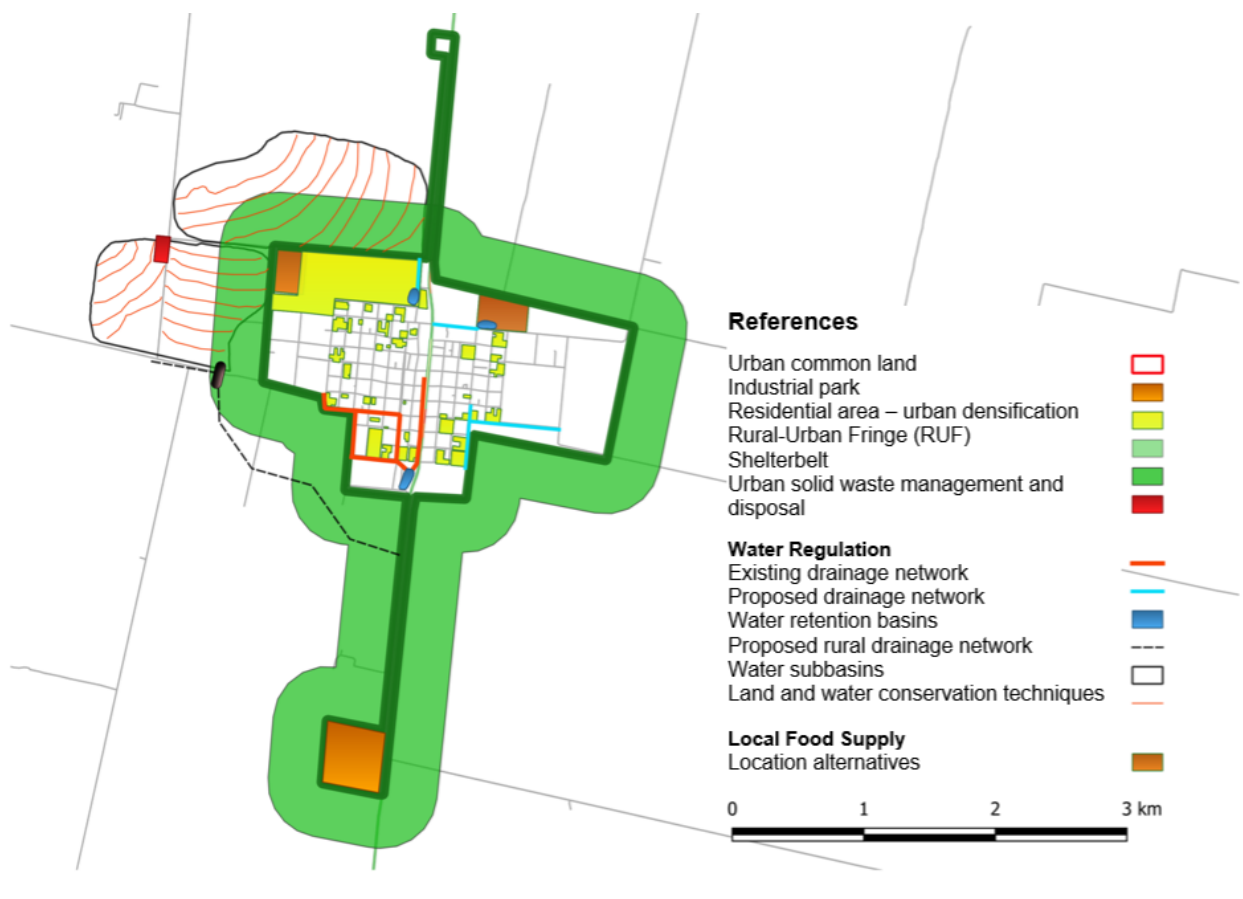 References
Urban common land
Industrial park
Residential area – urban densification
Rural-Urban Fringe (RUF)
Shelterbelt
Urban solid waste management and
disposal
Water Regulation
Existing drainage network
Proposed drainage network
Water retention basins
Proposed rural drainage network
Water subbasins
Land and water conservation techniques
Local Food Supply
Location alternatives
0 1 2 3 km